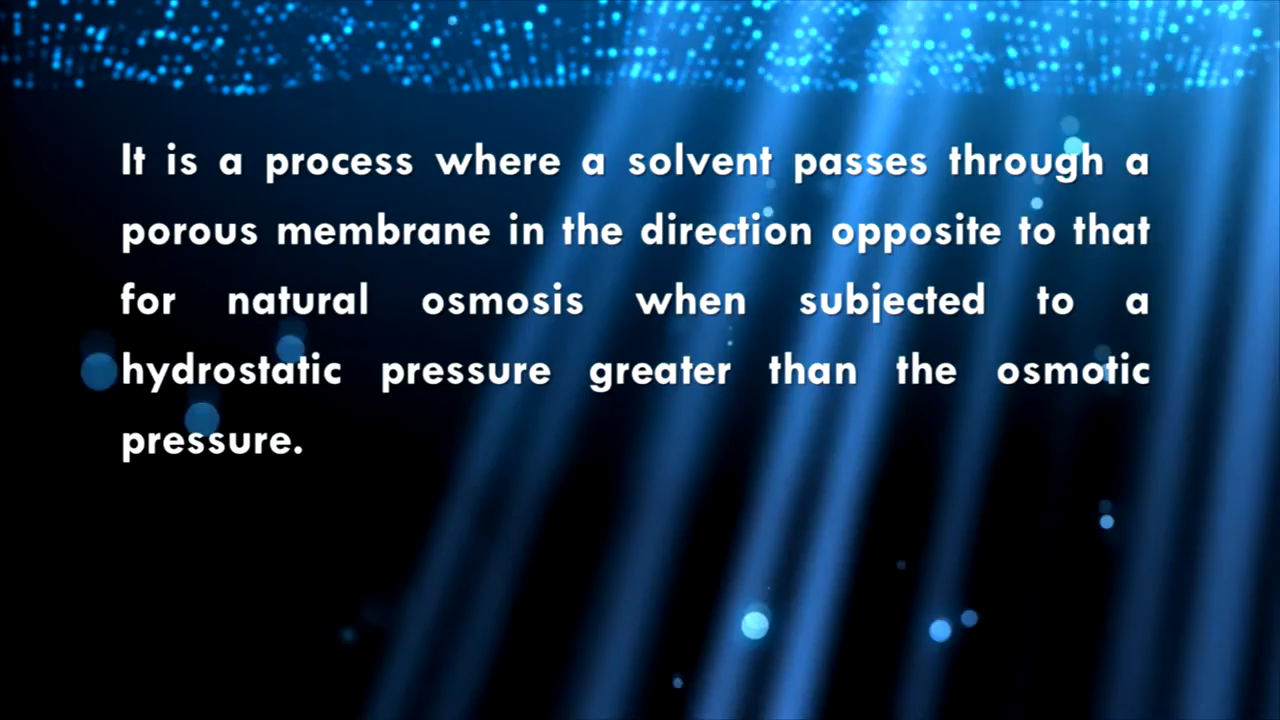 It is a process where a solvent passes through a
porous membrane in the direction opposite to that
for natural osmosis when subjected to a
hydrostatic pressure greater than the osmotic
pressure.